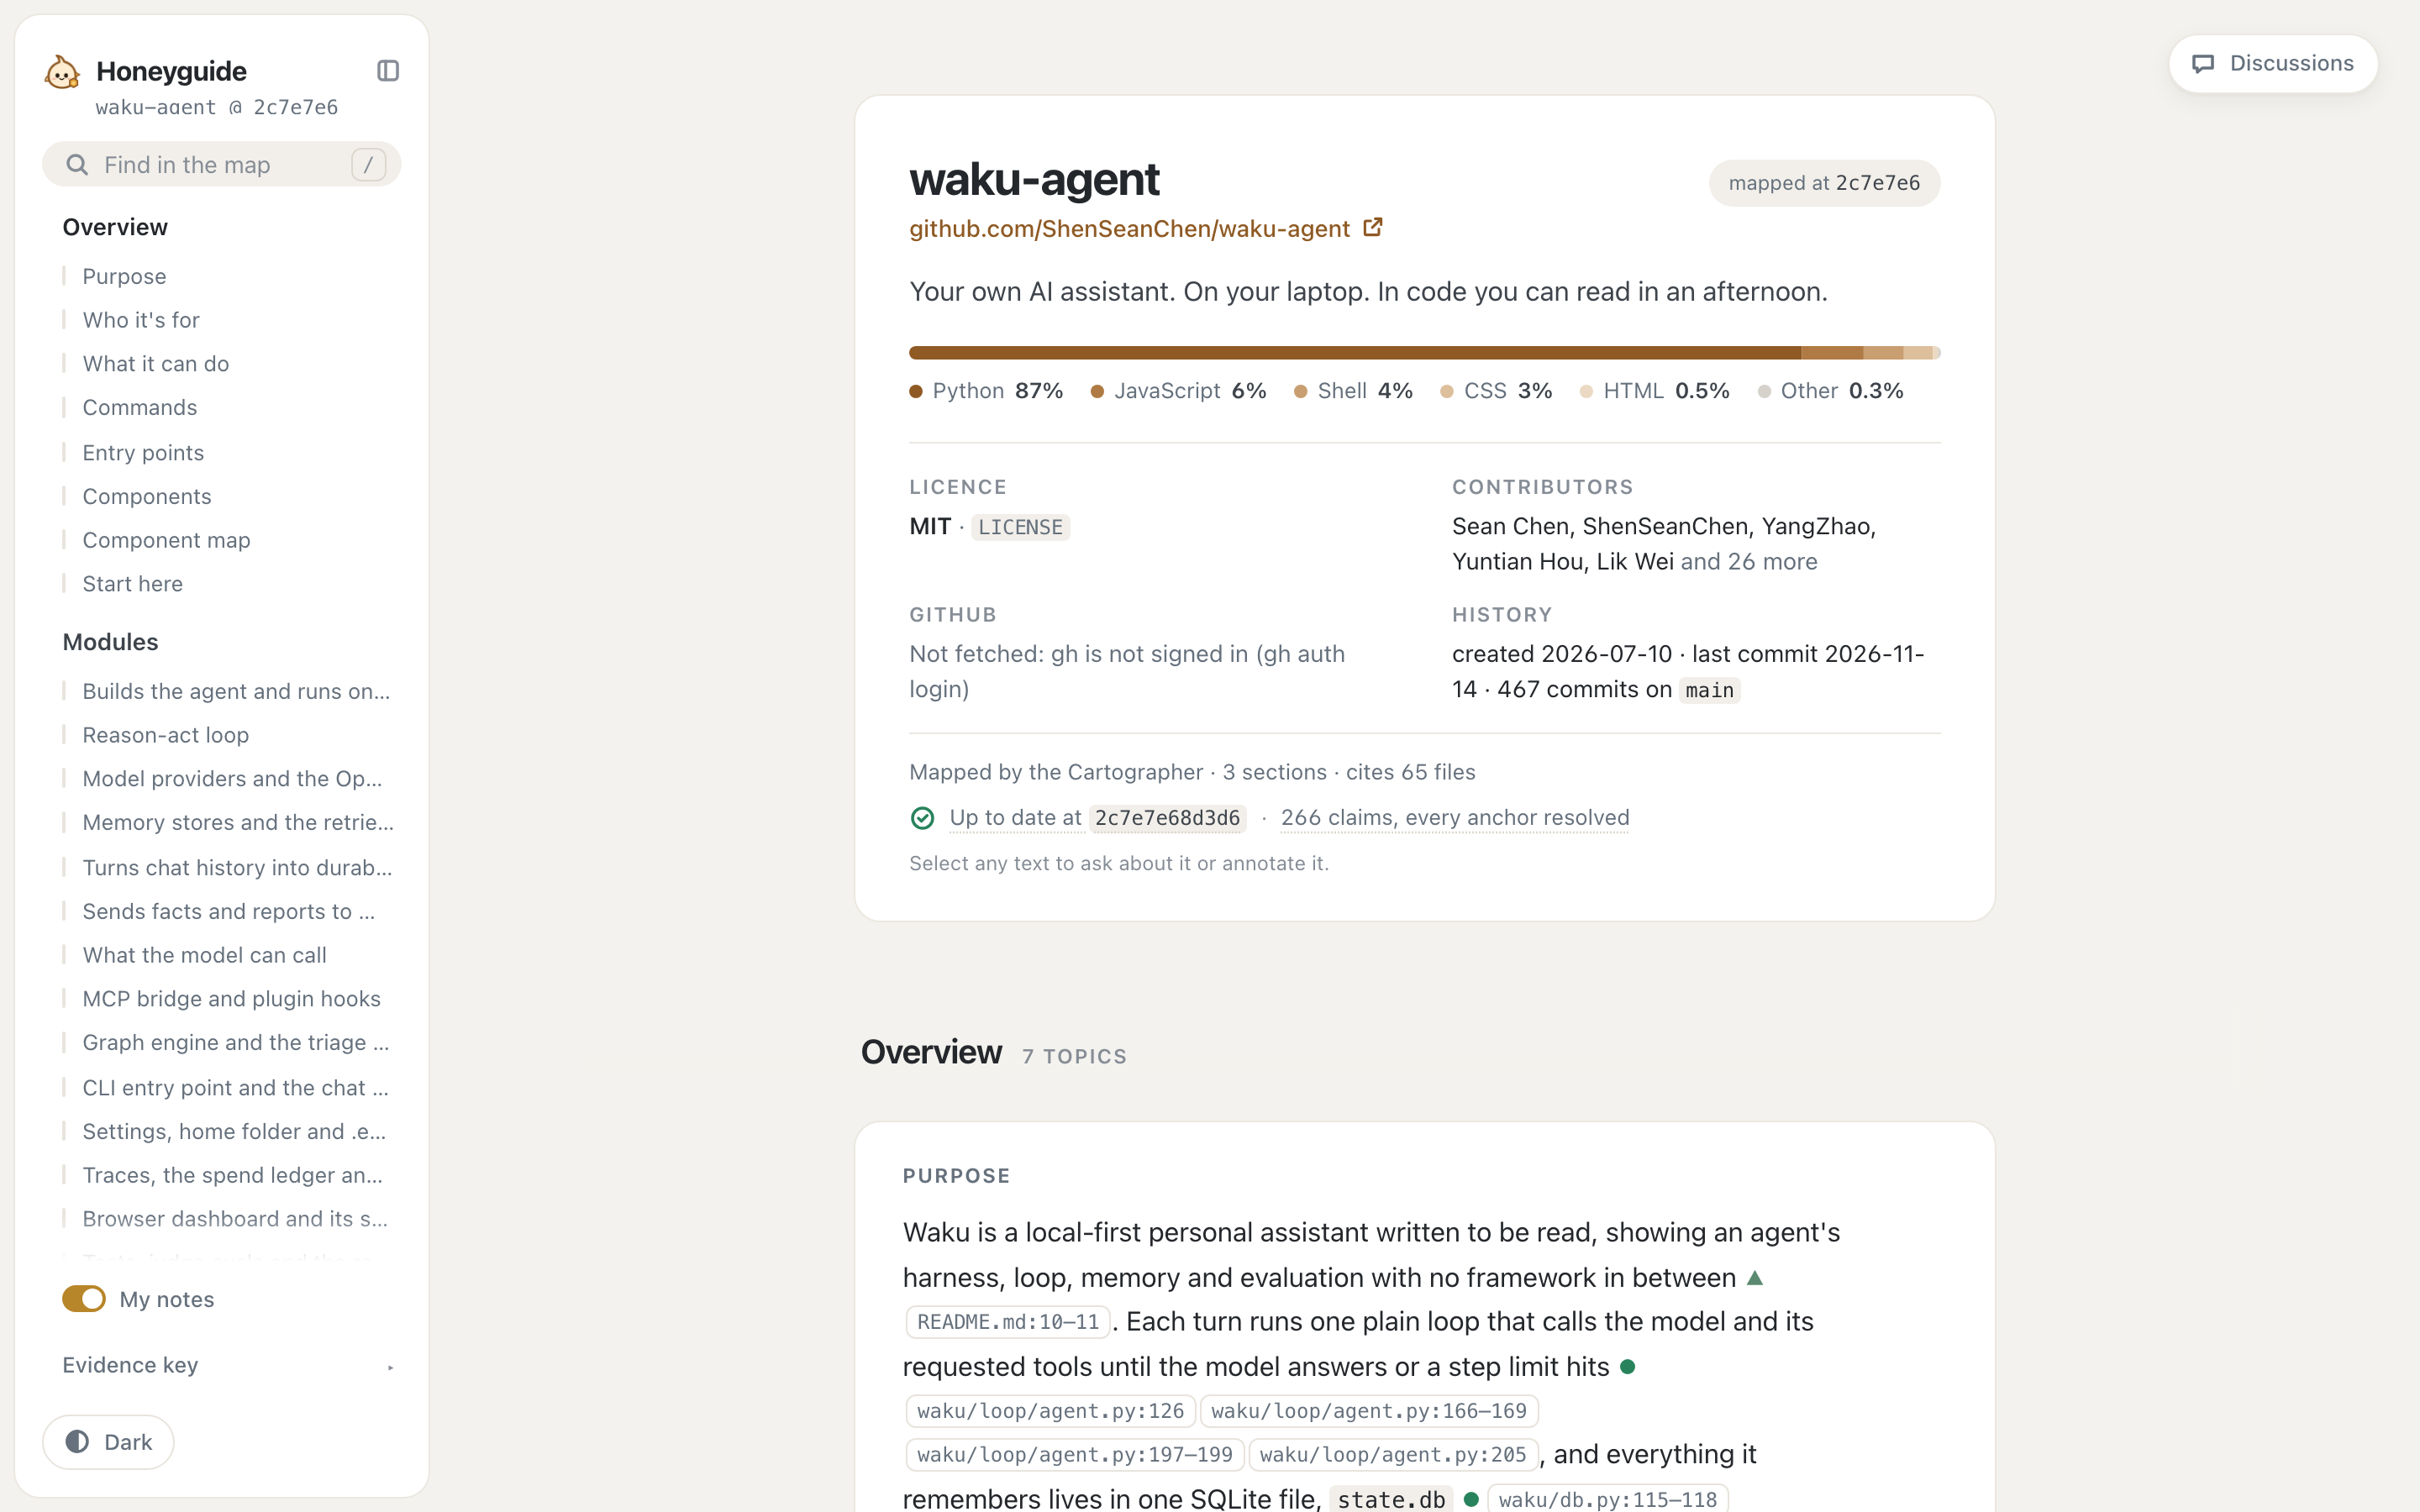 Honeyguide
waku-agent @ 2c7e7e6
Find in the map /
Overview
Purpose
Who it's for
What it can do
Commands
Entry points
Components
Component map
Start here
Modules
Builds the agent and runs on...
Reason-act loop
Model providers and the Op...
Memory stores and the retrie...
Turns chat history into durab...
Sends facts and reports to ...
What the model can call
MCP bridge and plugin hooks
Graph engine and the triage ...
CLI entry point and the chat ...
Settings, home folder and .e...
Traces, the spend ledger an...
Browser dashboard and its s...
My notes
Evidence key
Dark
Discussions
waku-agent
mapped at 2c7e7e6
github.com/ShenSeanChen/waku-agent
Your own AI assistant. On your laptop. In code you can read in an afternoon.
Python 87% JavaScript 6% Shell 4% CSS 3% HTML 0.5% Other 0.3%
LICENCE
MIT · LICENSE
CONTRIBUTORS
Sean Chen, ShenSeanChen, YangZhao,
Yuntian Hou, Lik Wei and 26 more
GITHUB
Not fetched: gh is not signed in (gh auth
login)
HISTORY
created 2026-07-10 · last commit 2026-11-
14 · 467 commits on main
Mapped by the Cartographer · 3 sections · cites 65 files
Up to date at 2c7e7e68d3d6 · 266 claims, every anchor resolved
Select any text to ask about it or annotate it.
Overview 7 TOPICS
PURPOSE
Waku is a local-first personal assistant written to be read, showing an agent's
harness, loop, memory and evaluation with no framework in between
README.md:10–11. Each turn runs one plain loop that calls the model and its
requested tools until the model answers or a step limit hits
waku/loop/agent.py:126 waku/loop/agent.py:166–169
waku/loop/agent.py:197–199 waku/loop/agent.py:205, and everything it
remembers lives in one SQLite file, state.db waku/db.py:115–118